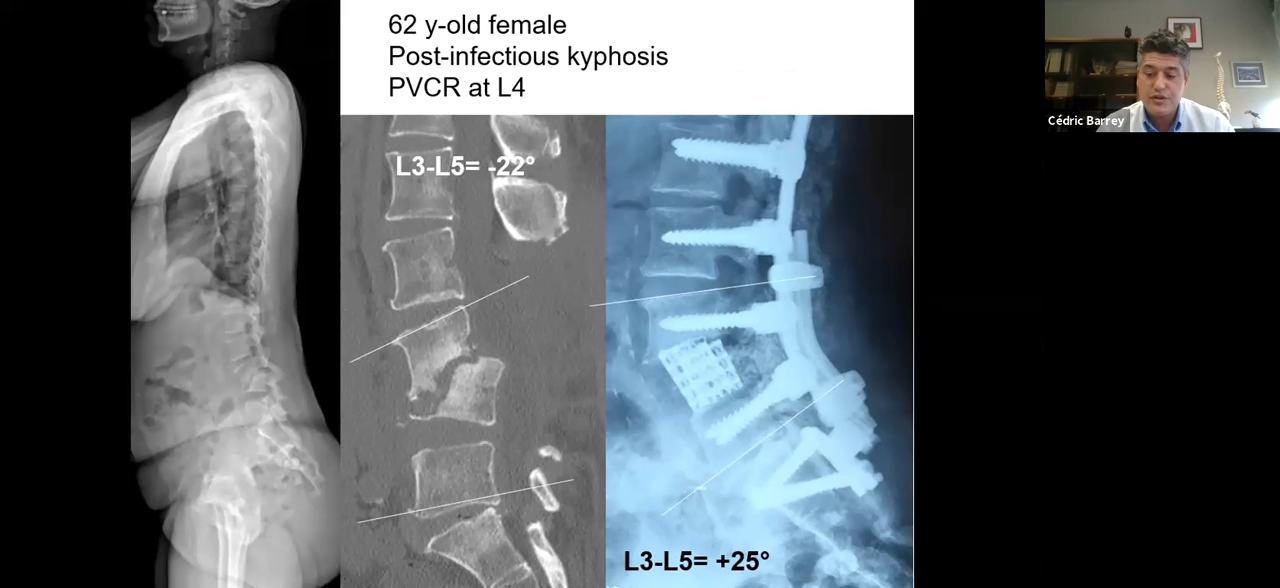 62 y-old female
Post-infectious kyphosis
PVCR at L4
Cédric Barrey
L3-L5= -22°
L3-L5= +25°